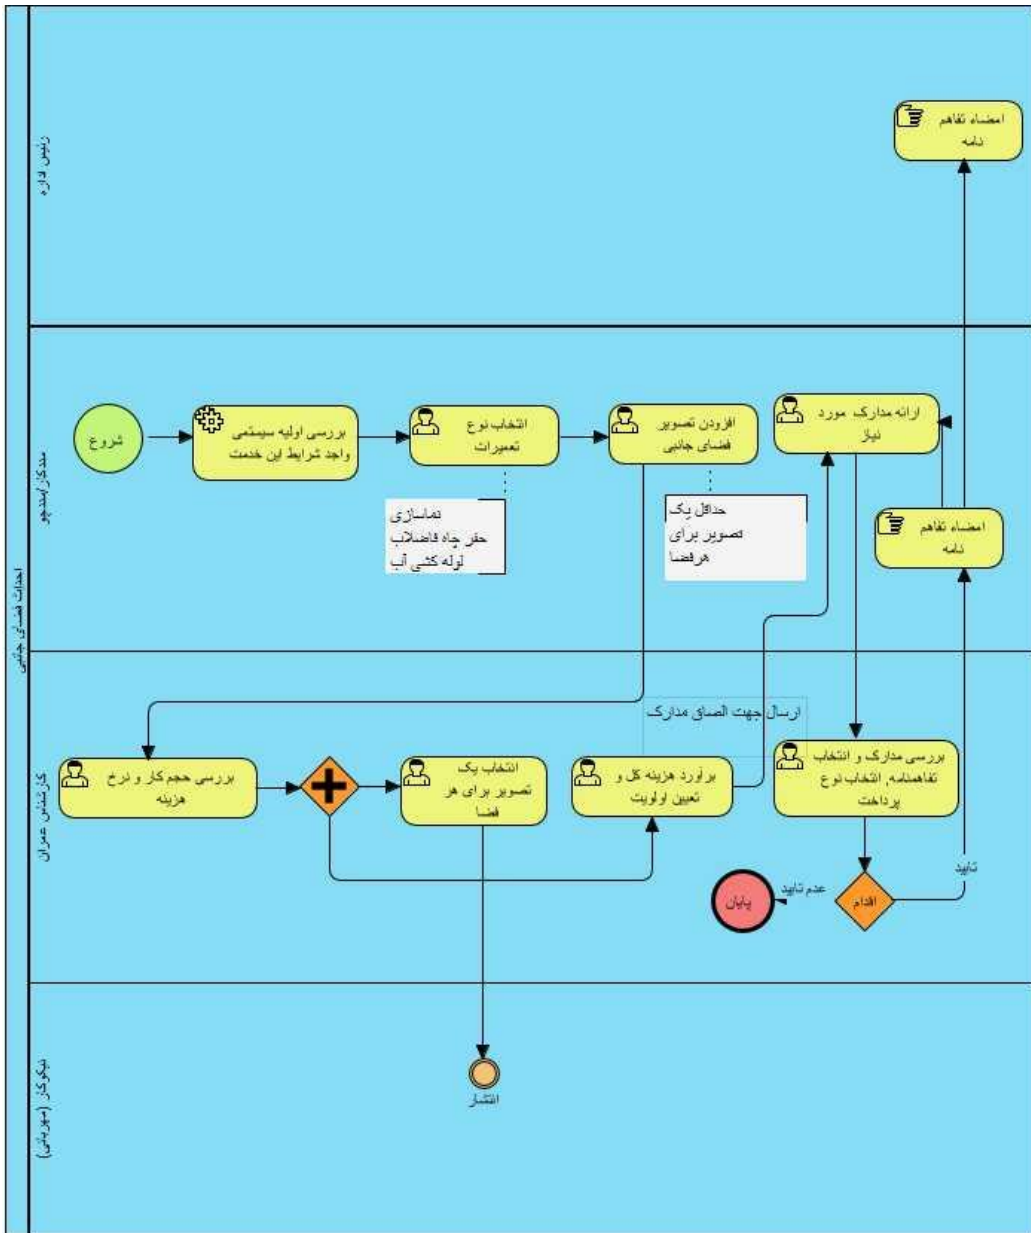 احداث فضای جانبی
رئیس اداره
امضاء تفاهم
نامه
مددکار/مددجو
شروع
بررسی اولیه سیستمی
واجد شرایط این خدمت
انتخاب نوع
تعمیرات
افزودن تصویر
فضای جانبی
ارائه مدارک مورد
نیاز
نماسازی
حفر چاه فاضلاب
لوله کشی آب
حداقل یک
تصویر برای
هرفضا
امضاء تفاهم
نامه
کارشناس عمران
ارسال جهت الصاق مدارک
بررسی حجم کار و نرخ
هزینه
انتخاب یک
تصویر برای هر
فضا
برآورد هزینه کل و
تعیین اولویت
بررسی مدارک و انتخاب
تفاهمنامه, انتخاب نوع
پرداخت
تایید
عدم تایید
اقدام
پایان
نیکوکار (مهربانی)
انتشار